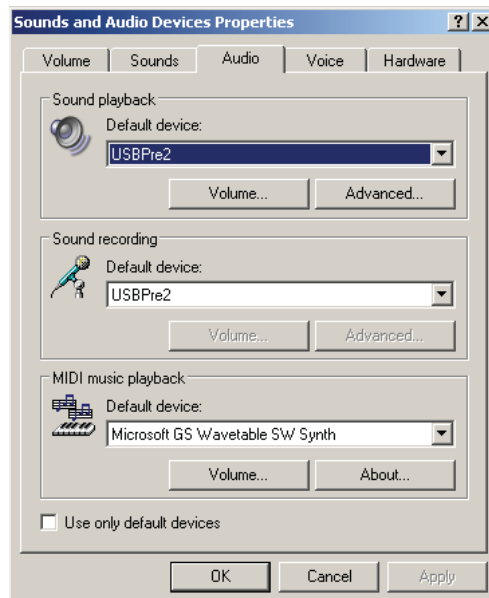 Sounds and Audio Devices Properties ? X
Volume Sounds Audio Voice Hardware
Sound playback
Default device:
USBPre2
Volume... Advanced...
Sound recording
Default device:
USBPre2
Volume... Advanced...
MIDI music playback
Default device:
Microsoft GS Wavetable SW Synth
Volume... About...
Use only default devices
OK Cancel Apply